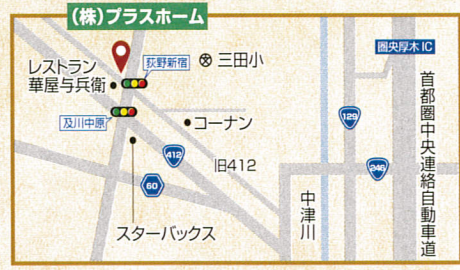 (株)プラスホーム
圏央厚木IC
荻野新宿
文 三田小
レストラン
華屋与兵衛
及川中原
コーナン
129
412
旧412
246
60
スターバックス
中津川
首都圏中央連絡自動車道